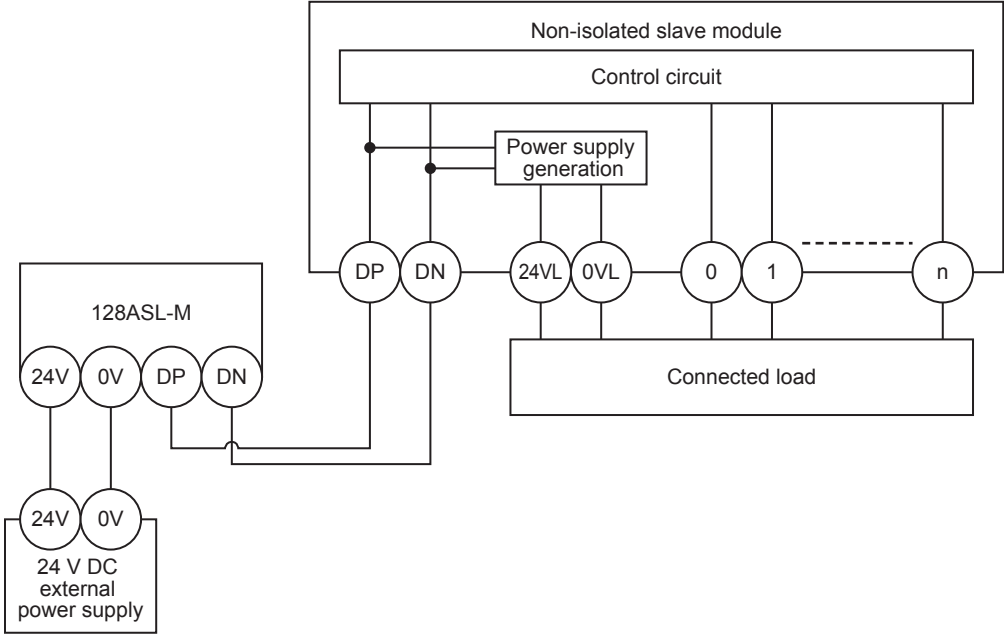 Non-isolated slave module
Control circuit
Power supply
generation
DP
DN
24VL
0VL
0
1
n
128ASL-M
24V
0V
DP
DN
Connected load
24V
0V
24 V DC
external
power supply